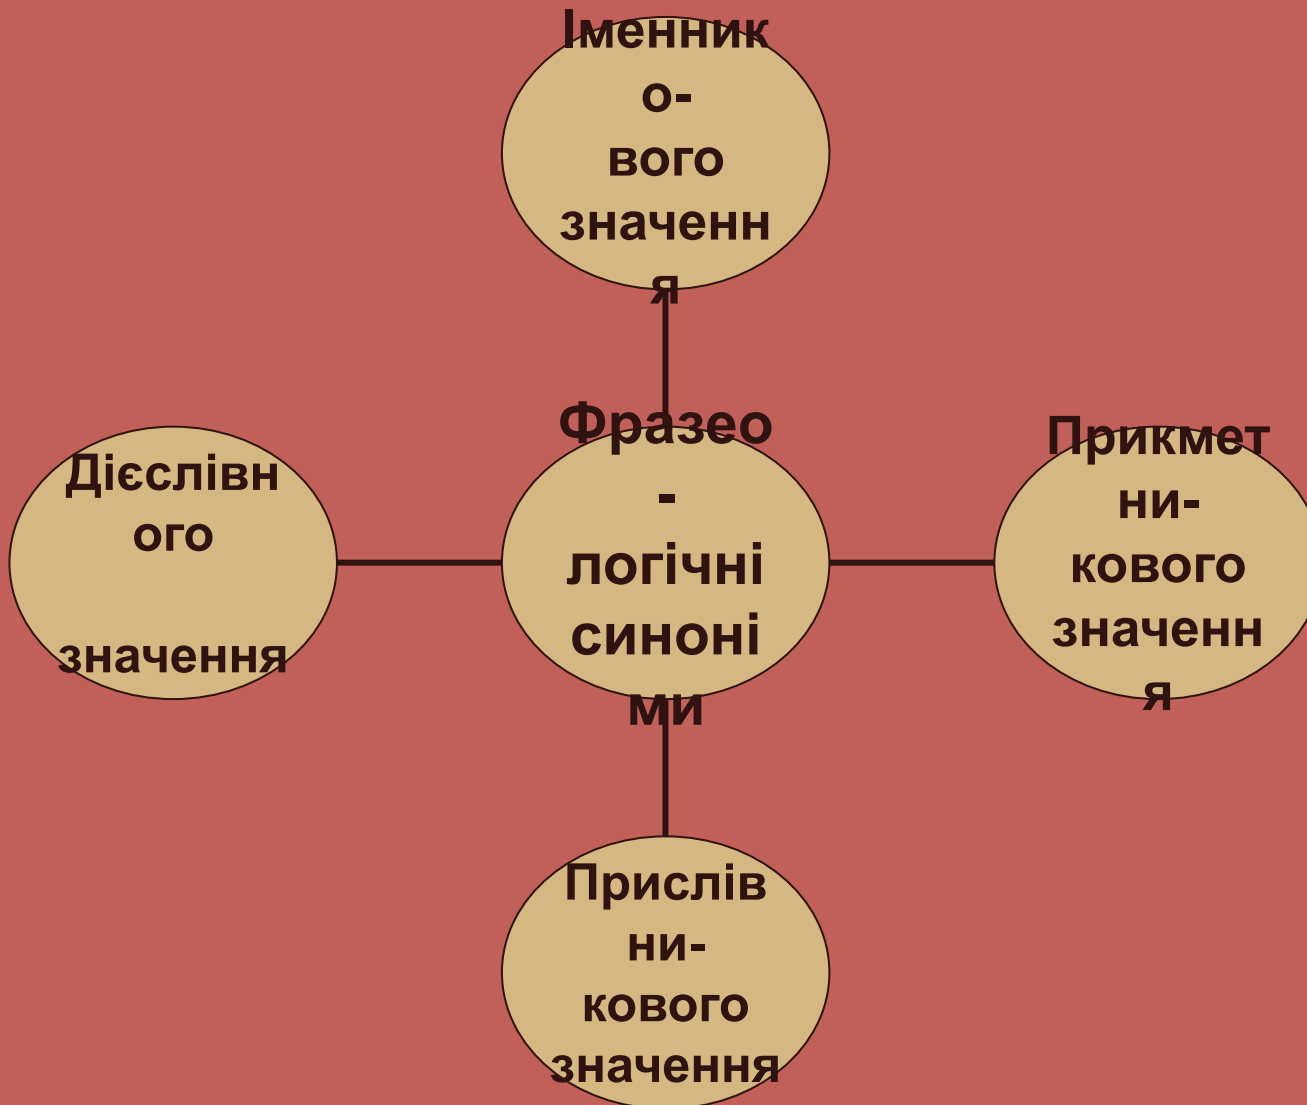 Іменник
о-
вого
значенн
я
Дієслівн
ого
значення
Фразео
-
логічні
синоні
ми
Прикмет
ни-
кового
значенн
я
Прислів
ни-
кового
значення